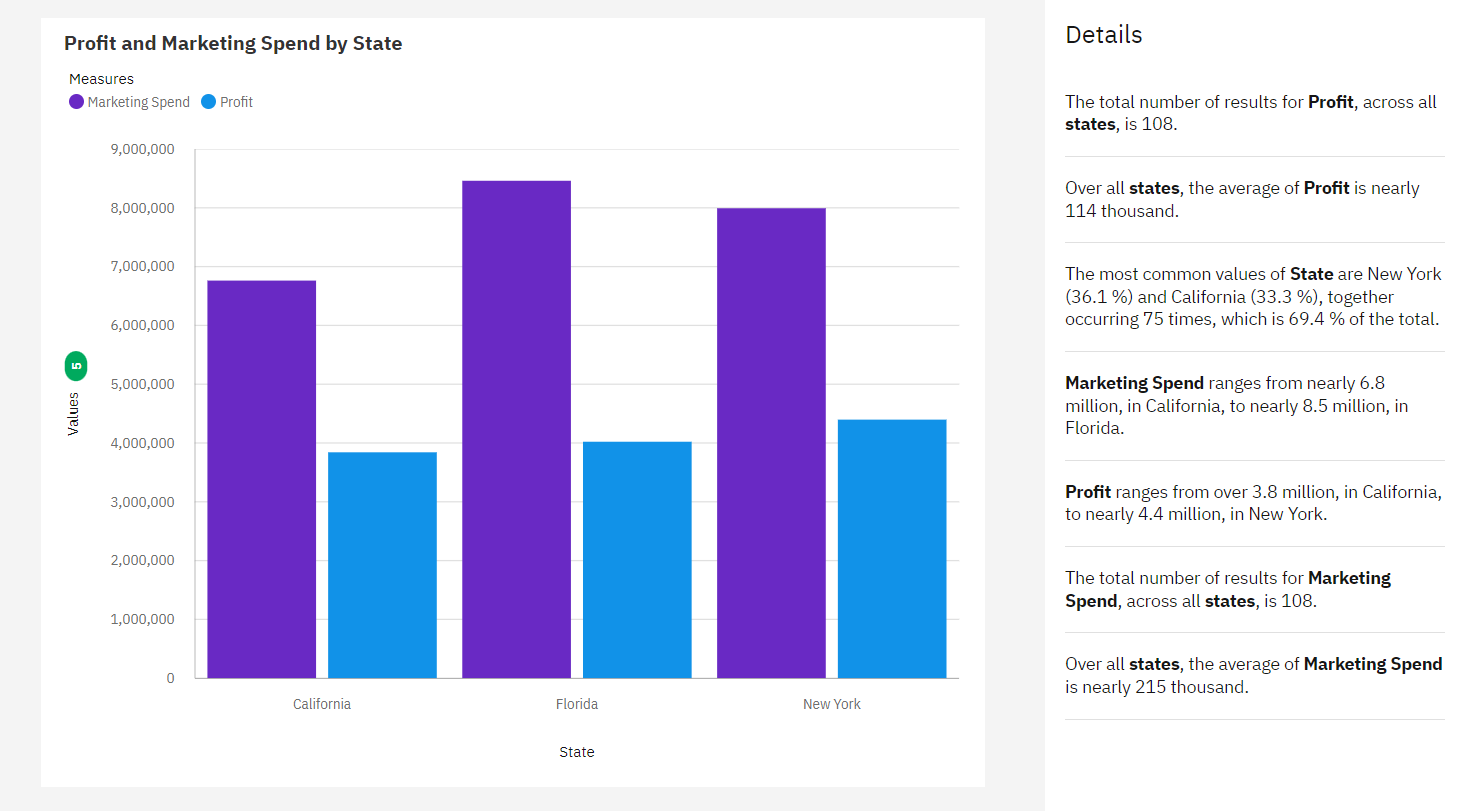 Profit and Marketing Spend by State
Measures
Marketing Spend Profit
9,000,000
8,000,000
7,000,000
6,000,000
5,000,000
4,000,000
3,000,000
2,000,000
1,000,000
0
Values 5
California Florida New York
State
Details
The total number of results for Profit, across all
states, is 108.
Over all states, the average of Profit is nearly
114 thousand.
The most common values of State are New York
(36.1 %) and California (33.3 %), together
occurring 75 times, which is 69.4 % of the total.
Marketing Spend ranges from nearly 6.8
million, in California, to nearly 8.5 million, in
Florida.
Profit ranges from over 3.8 million, in California,
to nearly 4.4 million, in New York.
The total number of results for Marketing
Spend, across all states, is 108.
Over all states, the average of Marketing Spend
is nearly 215 thousand.